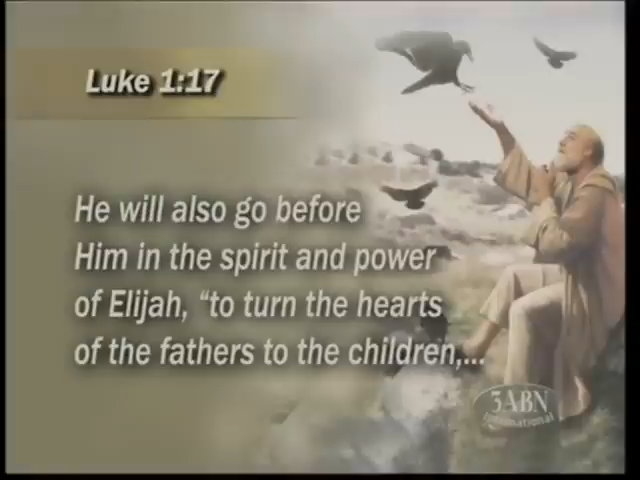 Luke 1:17
He will also go before
Him in the spirit and power
of Elijah, “to turn the hearts
of the fathers to the children,...
3ABN
International